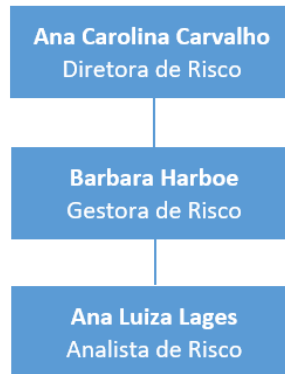 Ana Carolina Carvalho
Diretora de Risco
Barbara Harboe
Gestora de Risco
Ana Luiza Lages
Analista de Risco